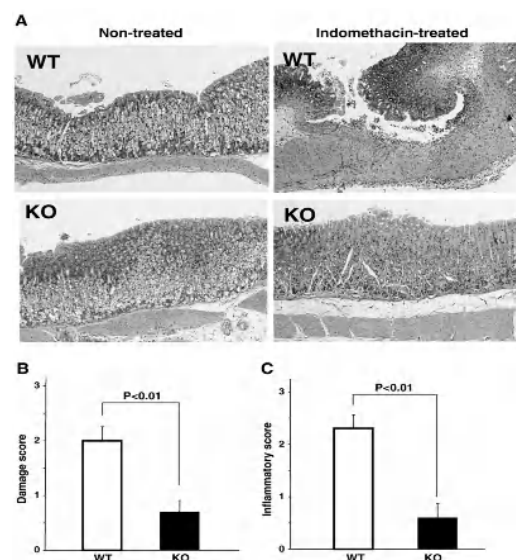 A
Non-treated
Indomethacin-treated
WT
WT
KO
KO
B
C
3
2
1
0
Damage score
P<0.01
WT
KO
3
2
1
0
Inflammatory score
P<0.01
WT
KO